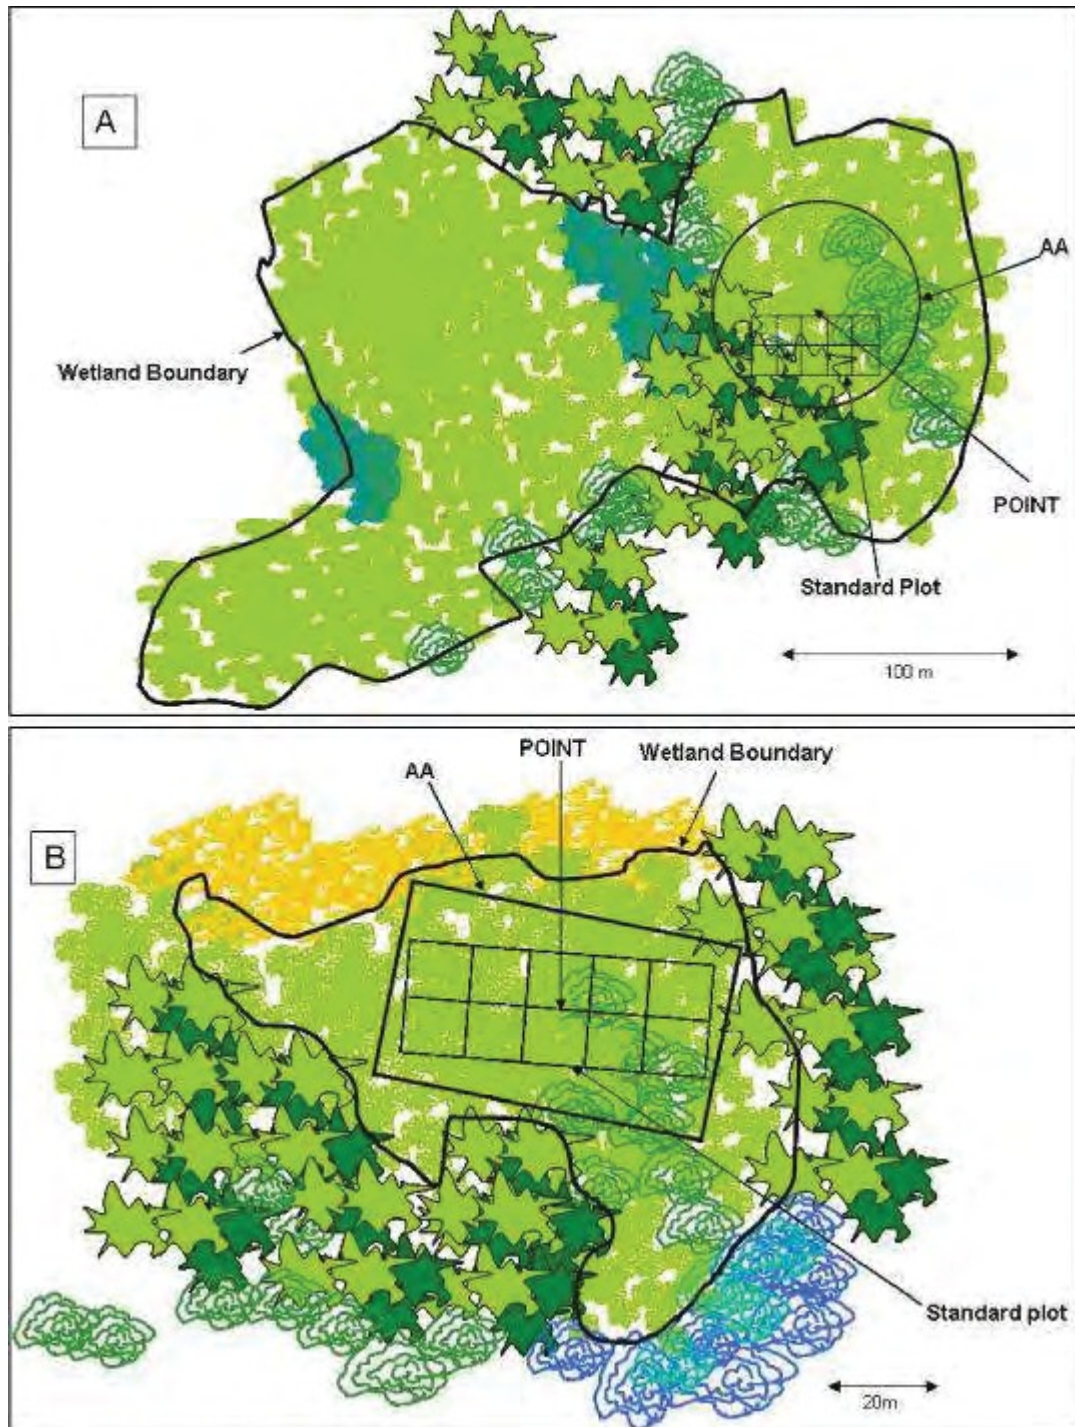 A
AA
Wetland Boundary
POINT
Standard Plot
100 m
POINT
Wetland Boundary
AA
B
Standard plot
20m